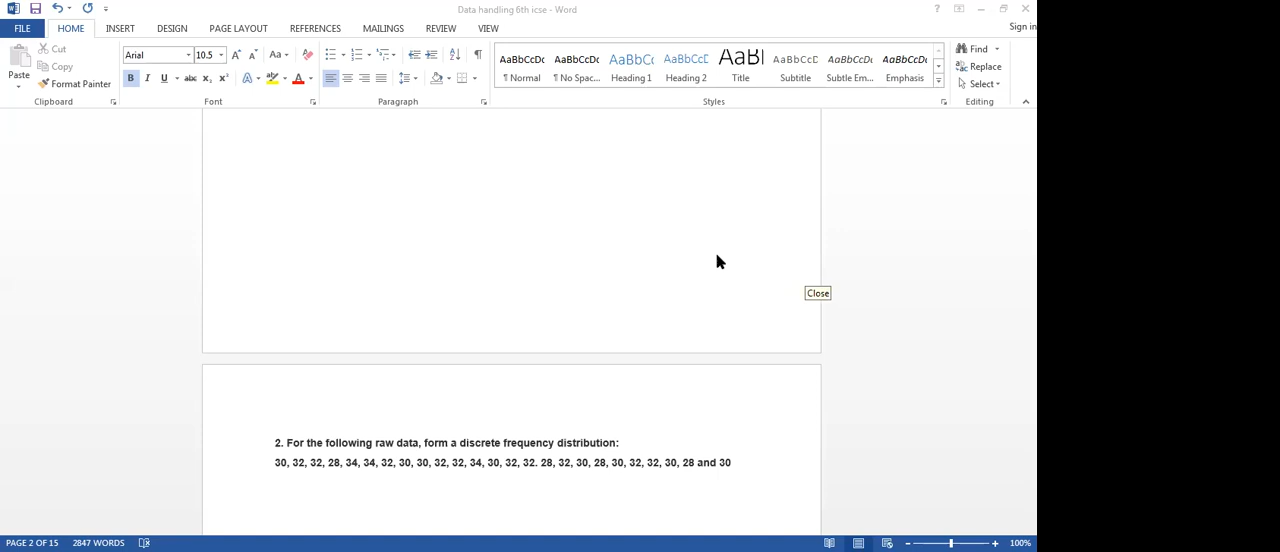 Data handling 6th icse - Word
? Sign in
FILE HOME INSERT DESIGN PAGE LAYOUT REFERENCES MAILINGS REVIEW VIEW
Paste Cut Copy Format Painter
Arial 10.5
B I U abc x₂ x² A A Aa A
AaBbCcDc AaBbCcDc AaBbCc AaBbCcE AaBl AaBbCcD AaBbCcDc AaBbCcDc
¶ Normal ¶ No Spac... Heading 1 Heading 2 Title Subtitle Subtle Em... Emphasis
Find
Replace
Select
Clipboard Font Paragraph Styles Editing
Close
2. For the following raw data, form a discrete frequency distribution:
30, 32, 32, 28, 34, 34, 32, 30, 30, 32, 32, 34, 30, 32, 32. 28, 32, 30, 28, 30, 32, 32, 30, 28 and 30
PAGE 2 OF 15 2847 WORDS 100%